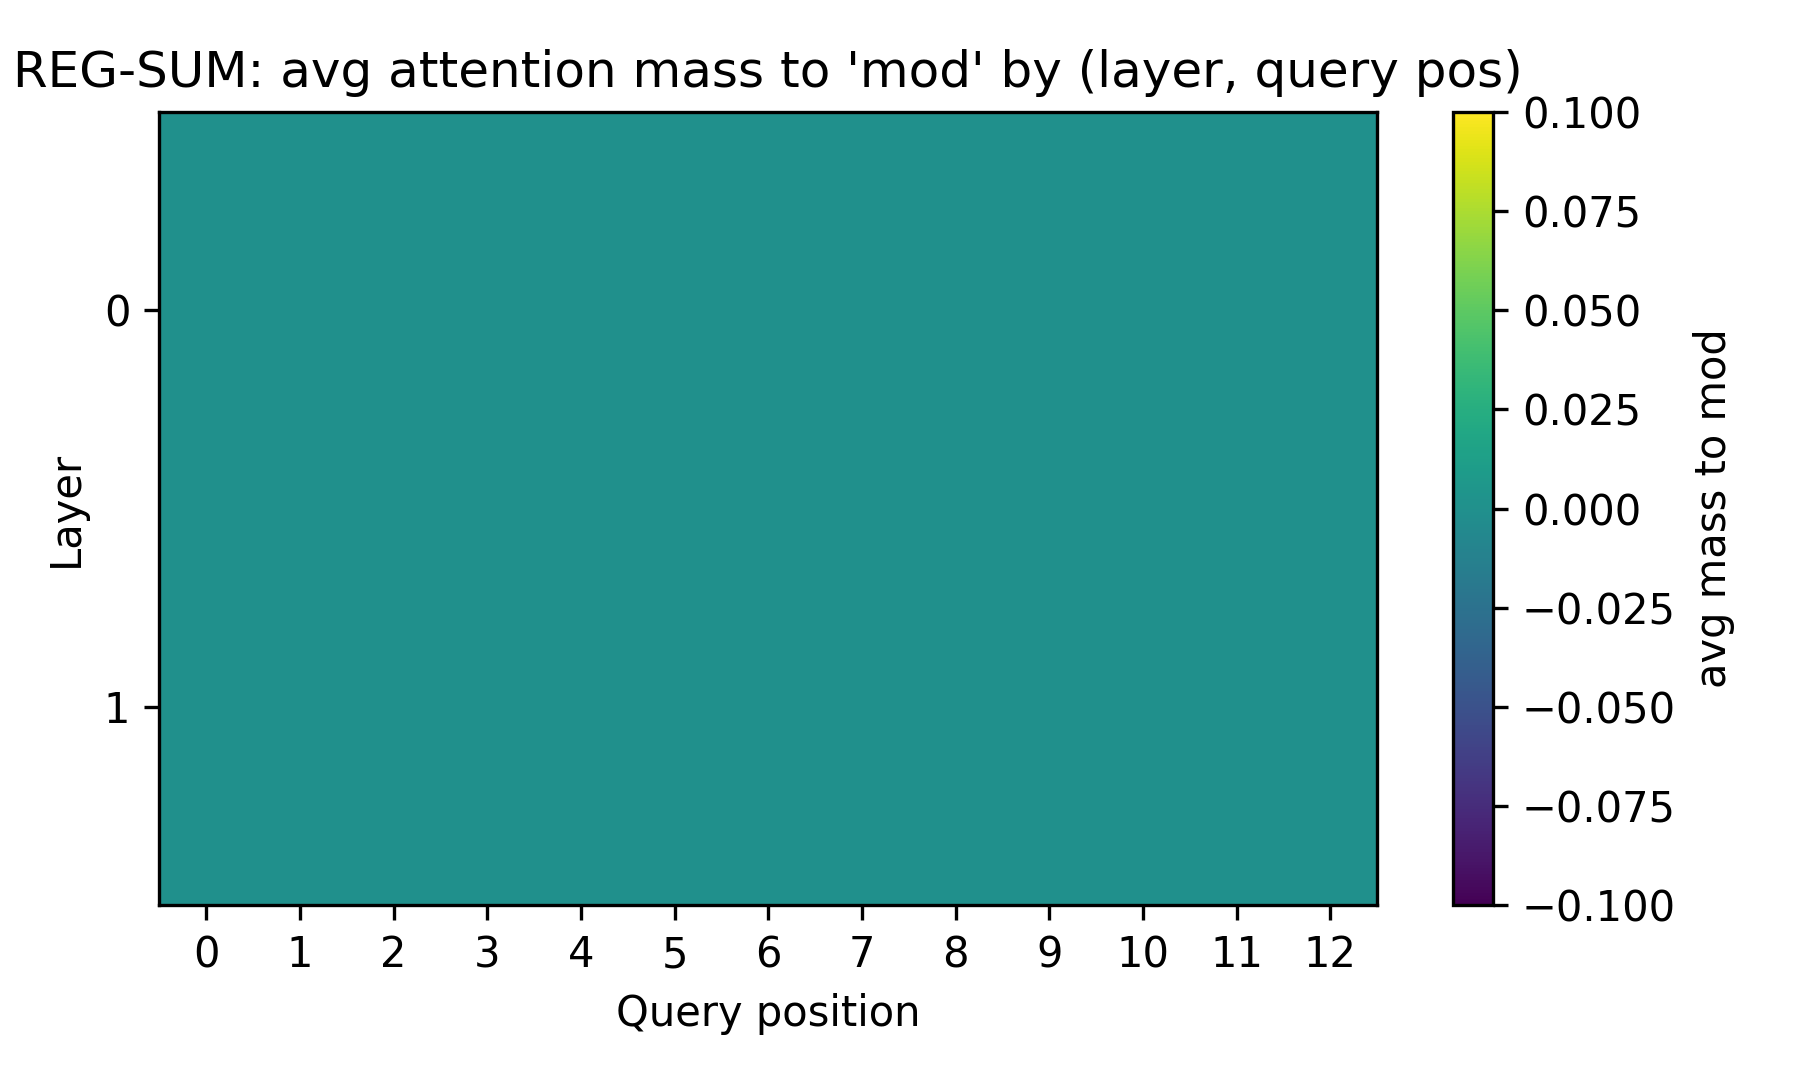 REG-SUM: avg attention mass to 'mod' by (layer, query pos)
Layer
0
1
0 1 2 3 4 5 6 7 8 9 10 11 12
Query position
0.100
0.075
0.050
0.025
0.000
−0.025
−0.050
−0.075
−0.100
avg mass to mod